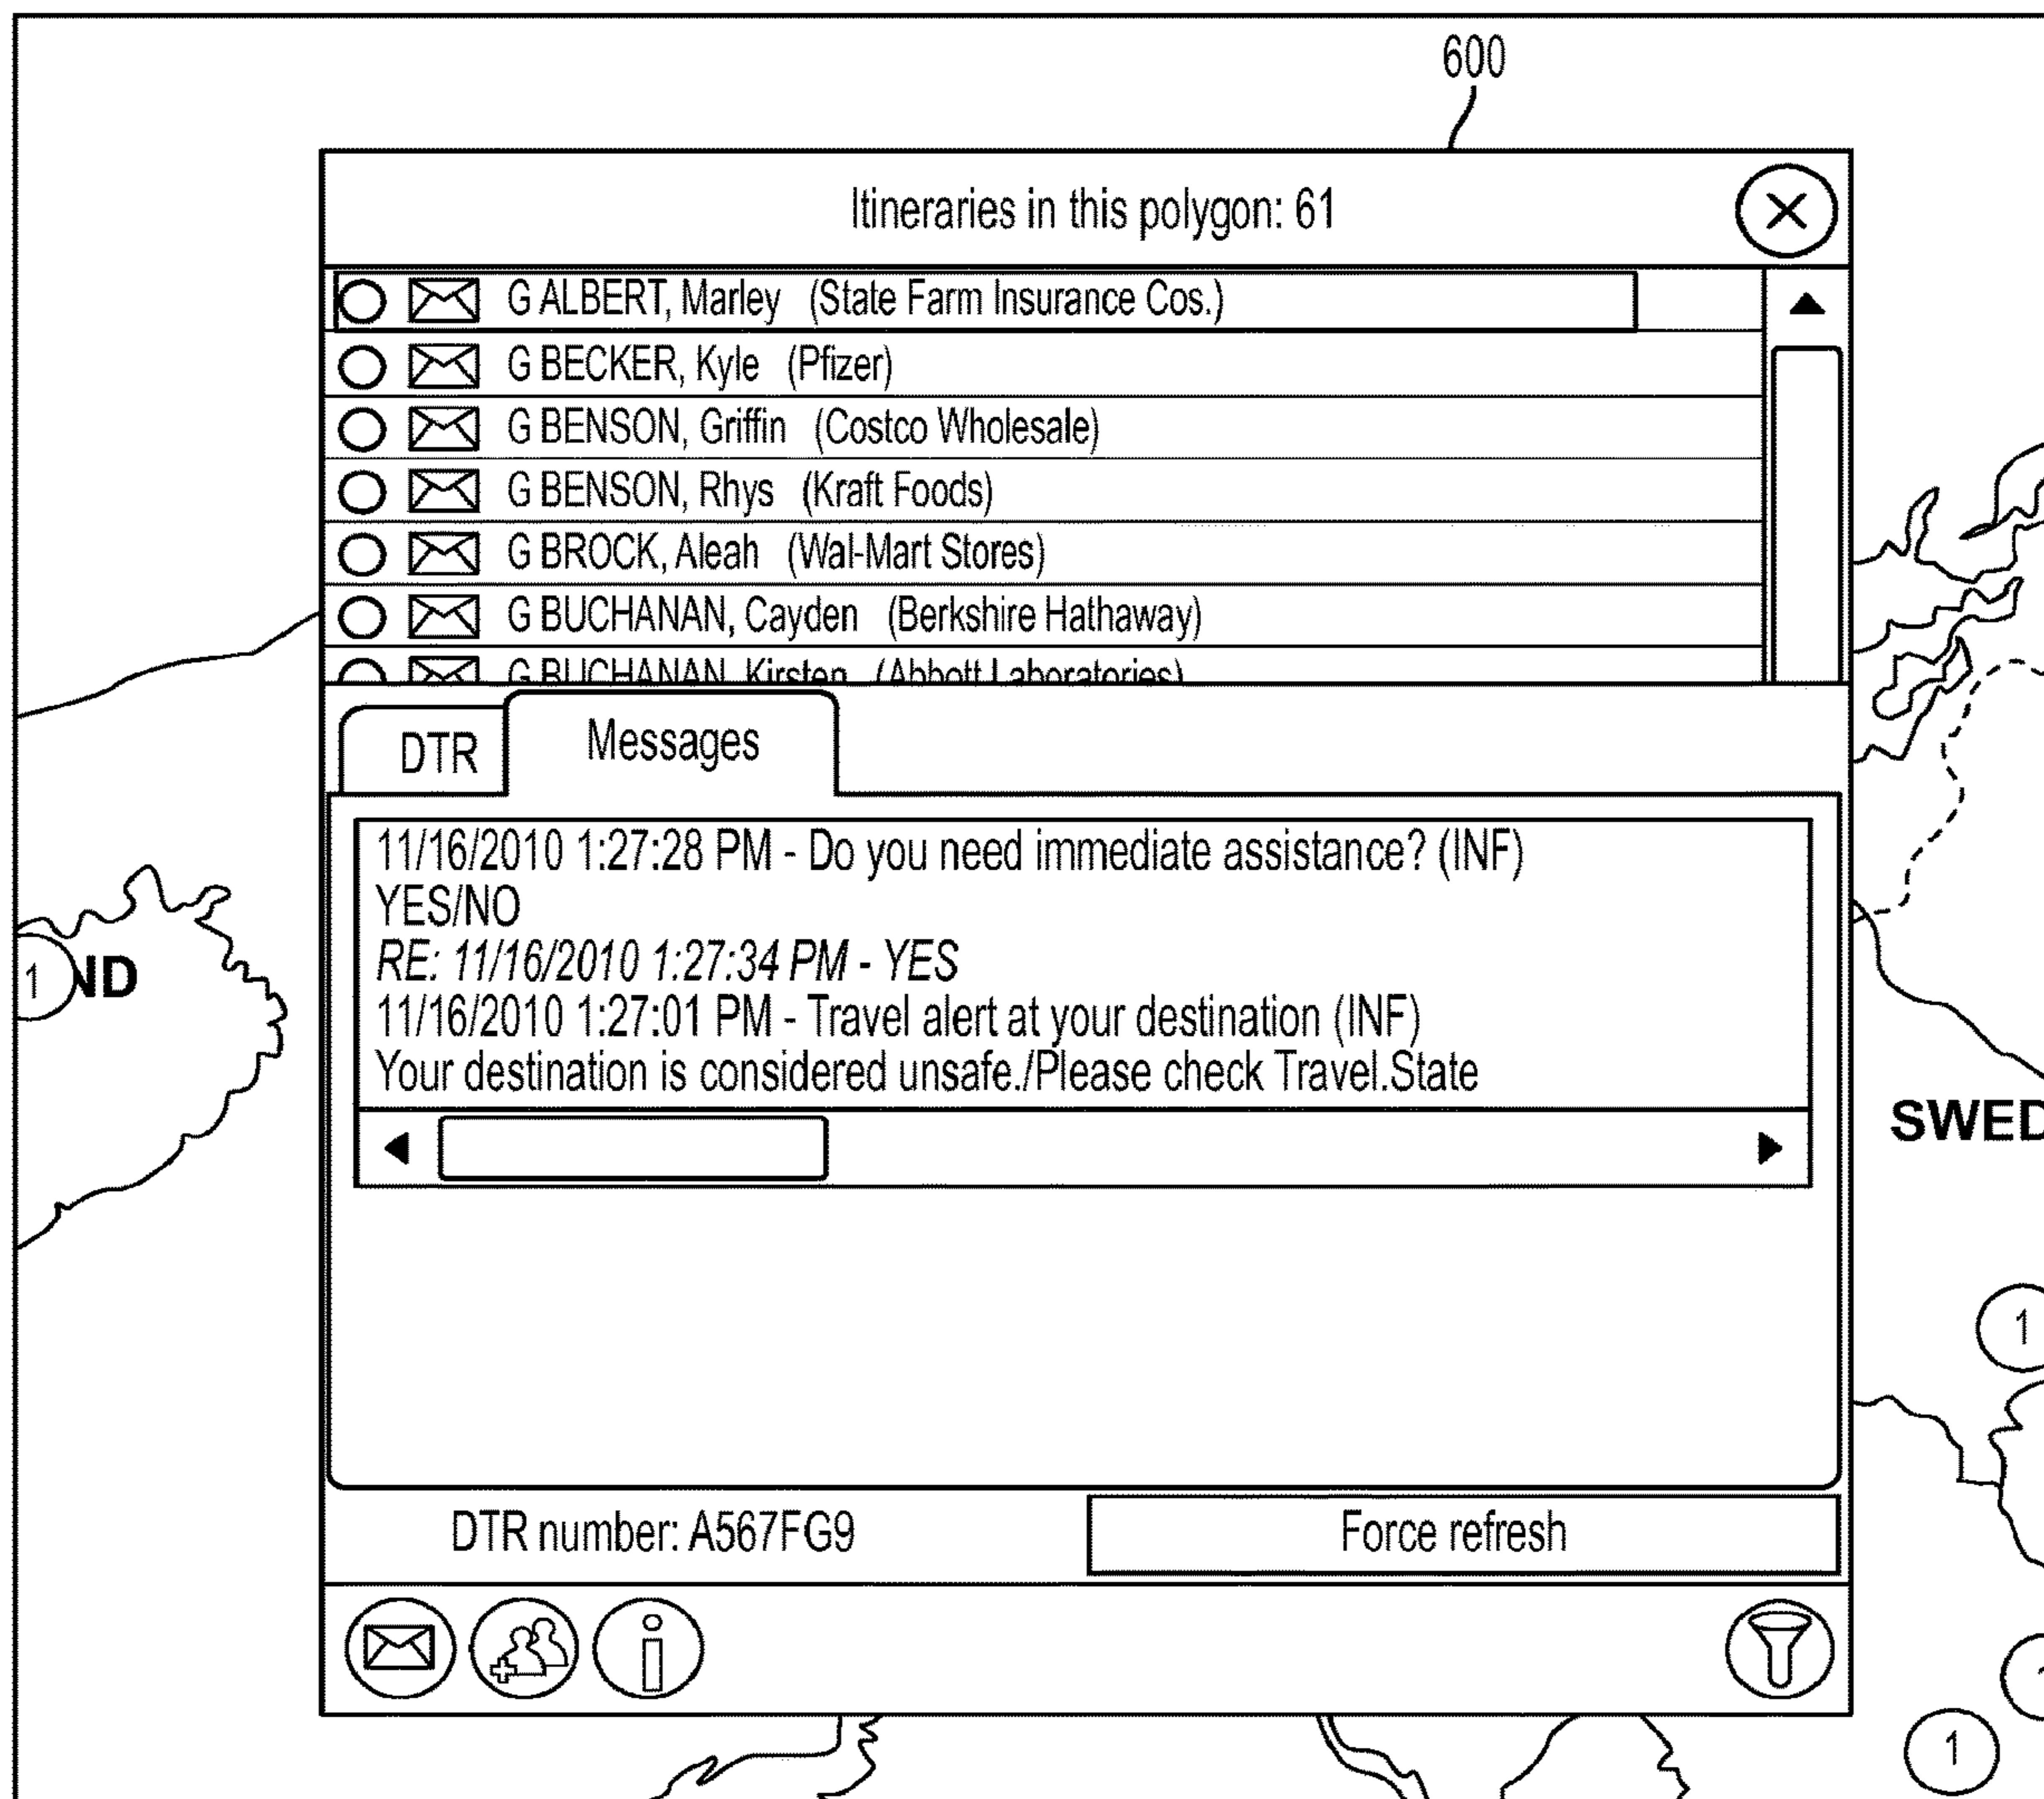 600
Itineraries in this polygon: 61
G ALBERT, Marley (State Farm Insurance Cos.)
G BECKER, Kyle (Pfizer)
G BENSON, Griffin (Costco Wholesale)
G BENSON, Rhys (Kraft Foods)
G BROCK, Aleah (Wal-Mart Stores)
G BUCHANAN, Cayden (Berkshire Hathaway)
G BUCHANAN, Kirsten (Abbott Laboratories)
DTR
Messages
11/16/2010 1:27:28 PM - Do you need immediate assistance? (INF)
YES/NO
RE: 11/16/2010 1:27:34 PM - YES
11/16/2010 1:27:01 PM - Travel alert at your destination (INF)
Your destination is considered unsafe./Please check Travel.State
1
ND
SWED
1
DTR number: A567FG9
Force refresh
i
1